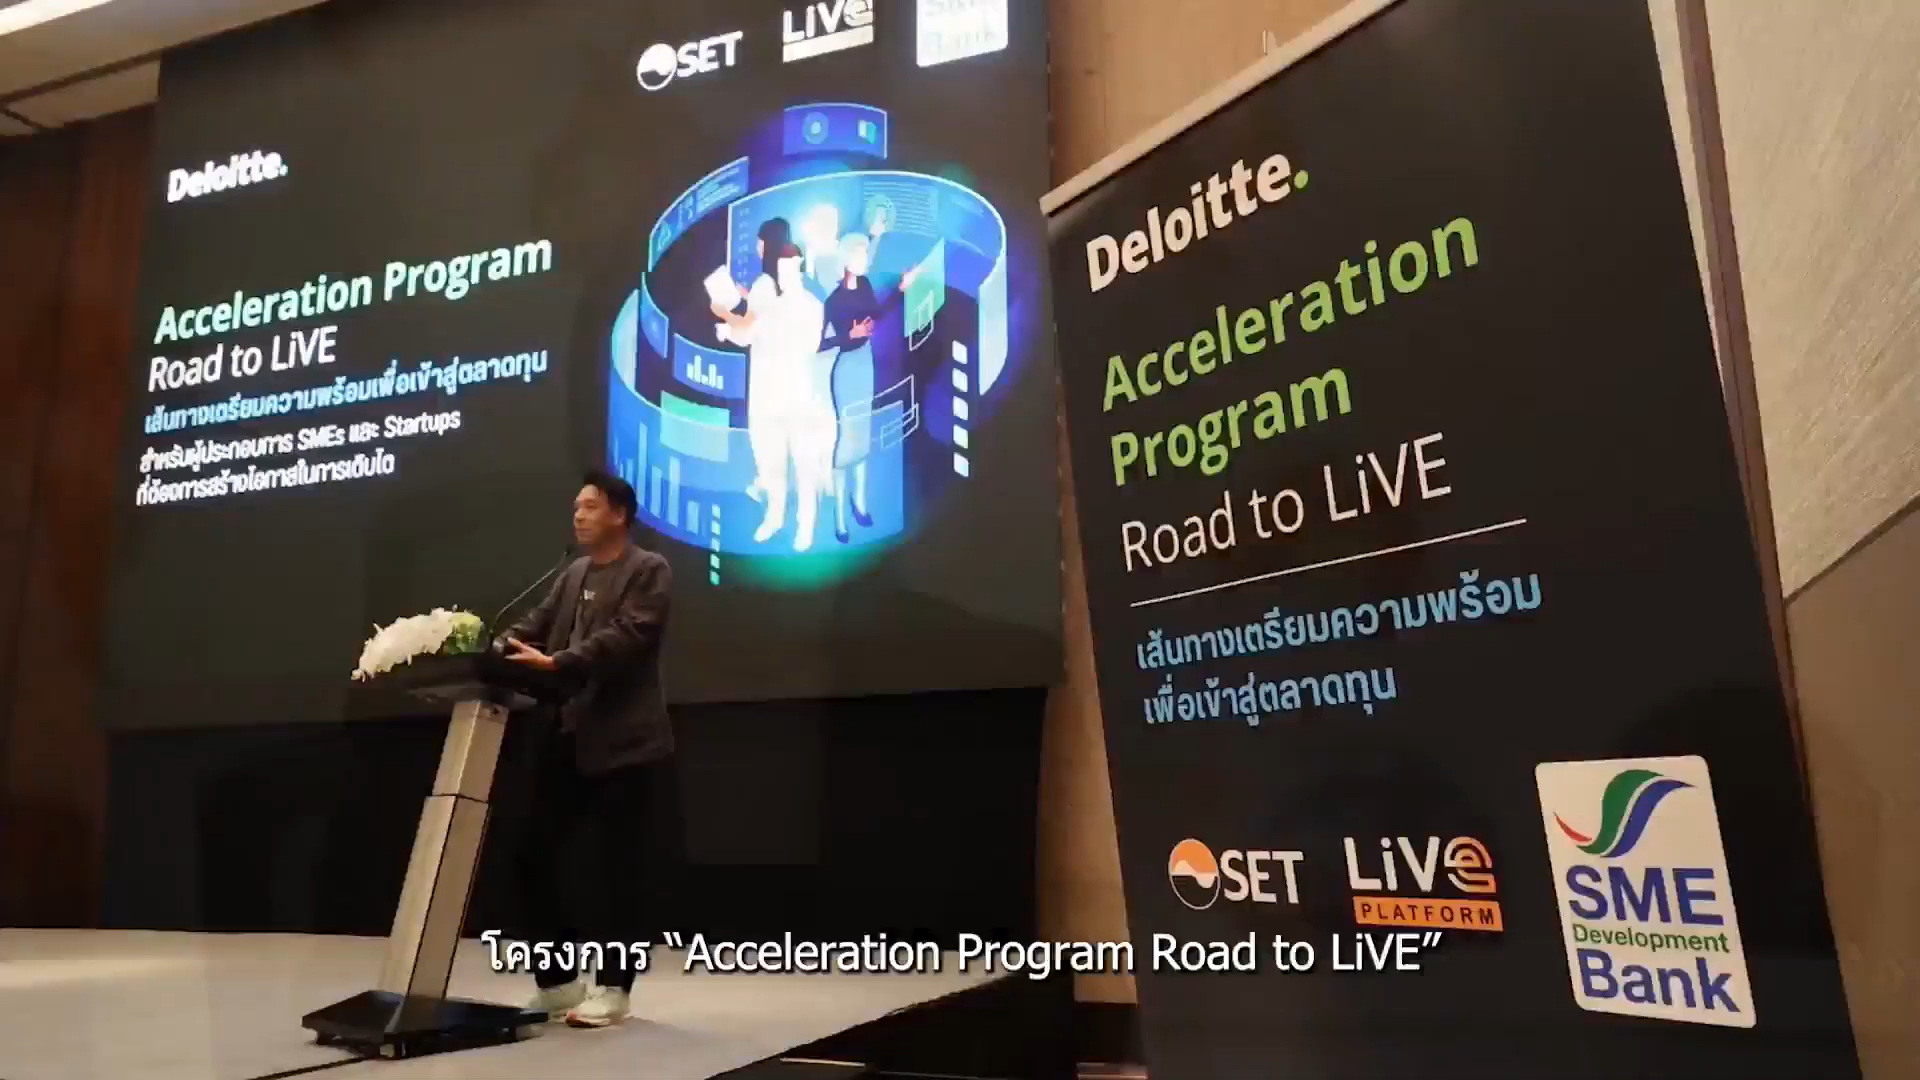 SET
LiVe
Deloitte.
Acceleration Program
Road to LiVE
เส้นทางเตรียมความพร้อมเพื่อเข้าสู่ตลาดทุน
สำหรับผู้ประกอบการ SMEs และ Startups
ที่ต้องการสร้างโอกาสในการเติบโต
Deloitte.
Acceleration
Program
Road to LiVE
เส้นทางเตรียมความพร้อม
เพื่อเข้าสู่ตลาดทุน
SET
LiVe
PLATFORM
SME
Development
Bank
โครงการ “Acceleration Program Road to LiVE”